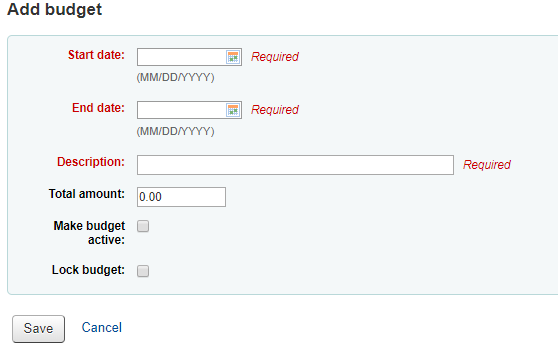 Add budget
Start date: Required
(MM/DD/YYYY)
End date: Required
(MM/DD/YYYY)
Description: Required
Total amount: 0.00
Make budget
active:
Lock budget:
Save Cancel